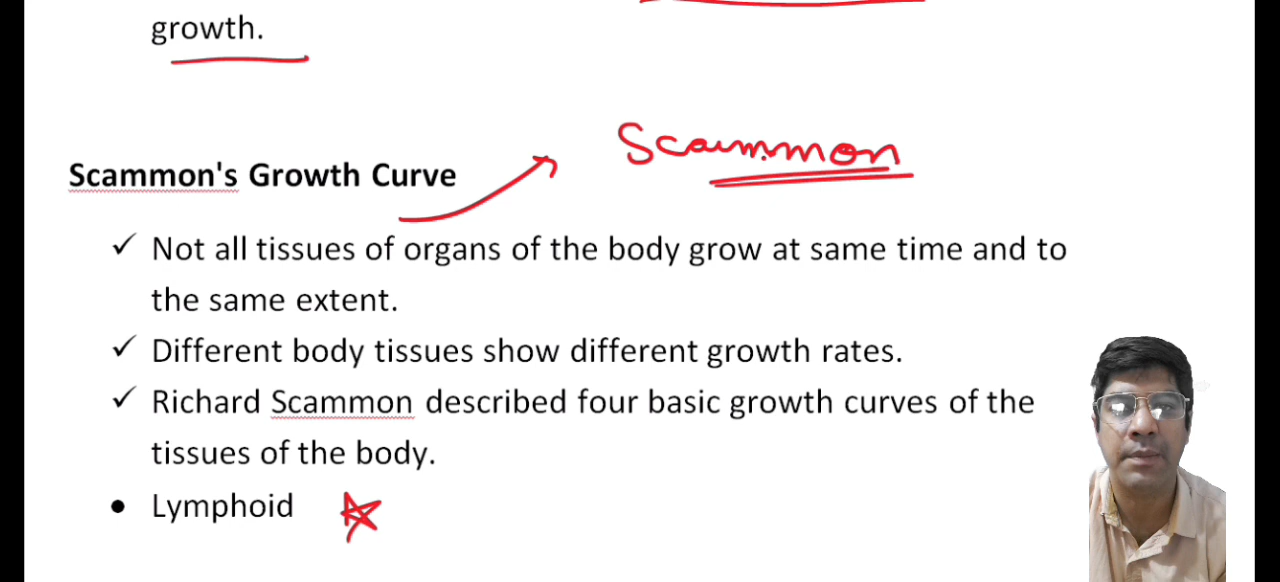 growth.
Scammon
Scammon's Growth Curve
✓ Not all tissues of organs of the body grow at same time and to
the same extent.
✓ Different body tissues show different growth rates.
✓ Richard Scammon described four basic growth curves of the
tissues of the body.
• Lymphoid